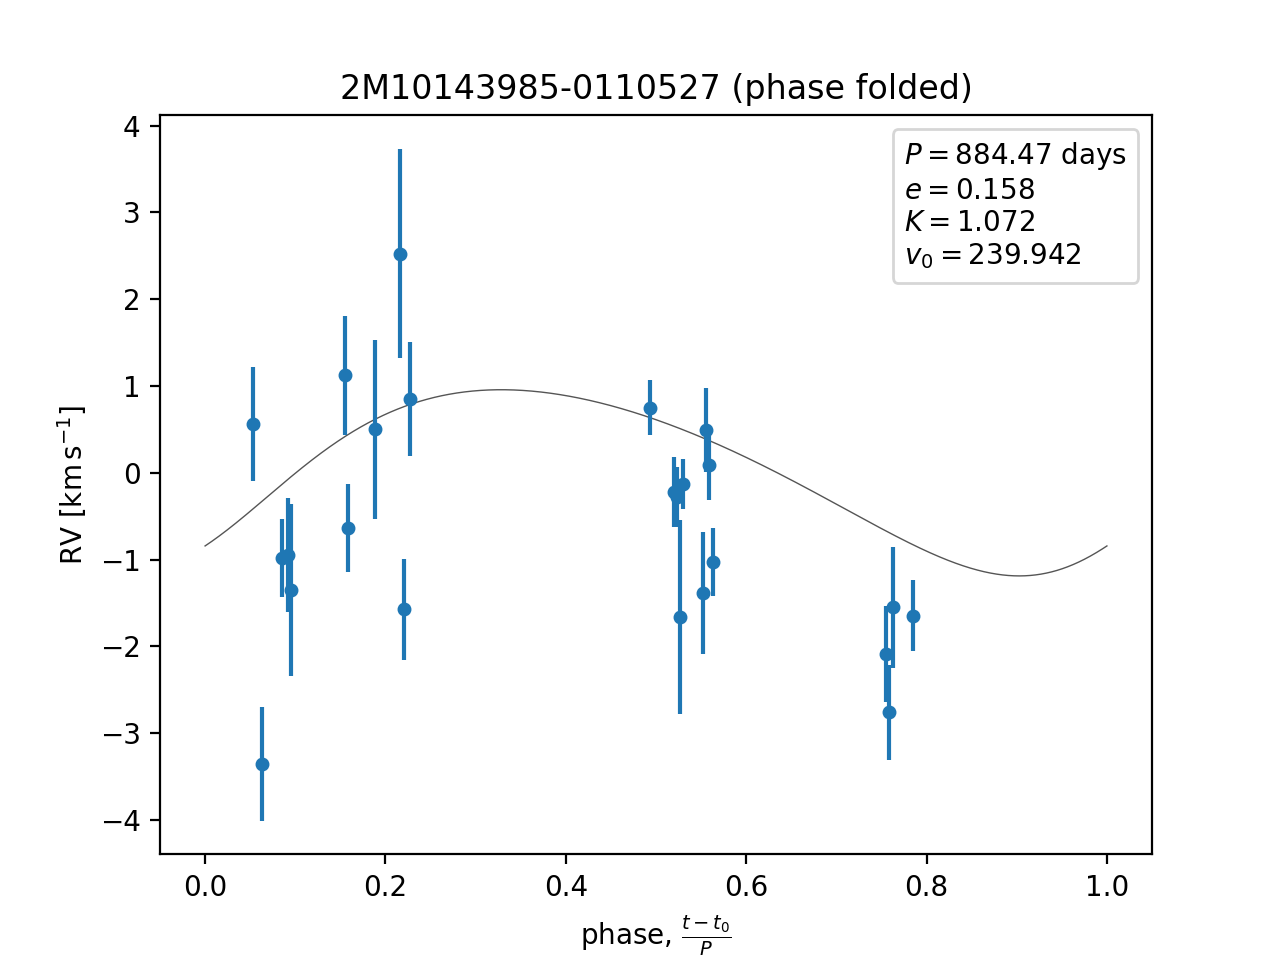 2M10143985-0110527 (phase folded)
P = 884.47 days
e = 0.158
K = 1.072
v₀ = 239.942
RV [km s⁻¹]
4
3
2
1
0
−1
−2
−3
−4
0.0 0.2 0.4 0.6 0.8 1.0
phase, (t − t₀)/P